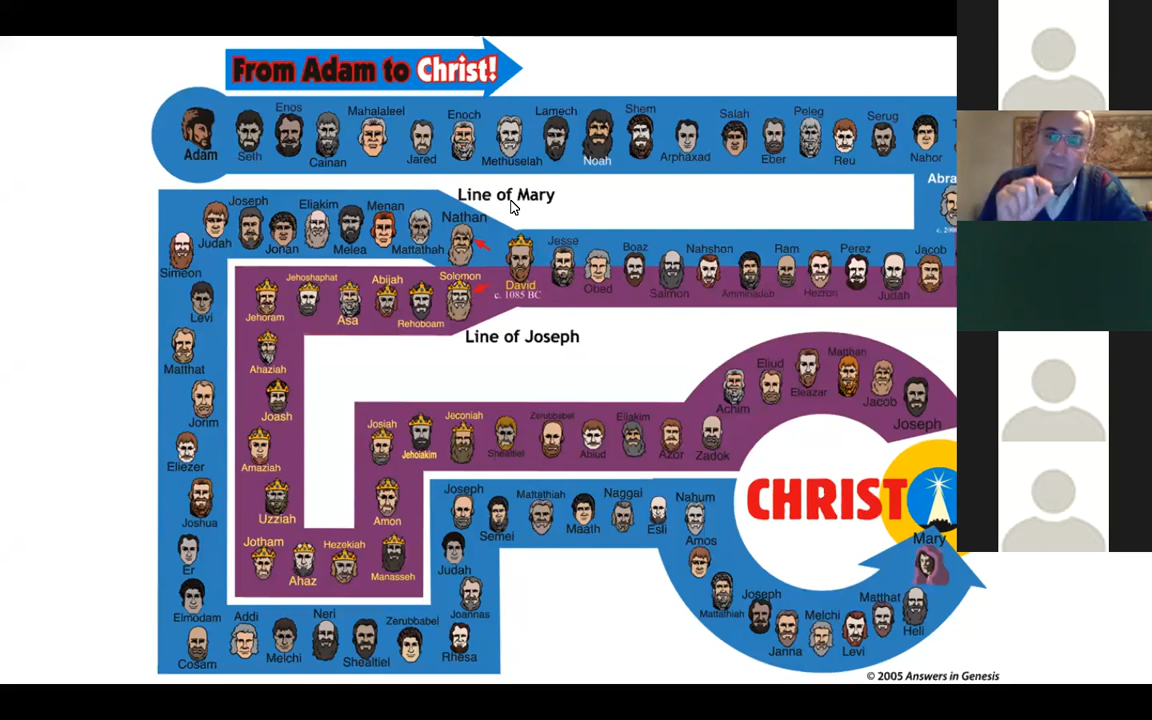 From Adam to Christ!
Adam
Seth
Enos
Cainan
Mahalaleel
Jared
Enoch
Methuselah
Lamech
Noah
Shem
Arphaxad
Salah
Eber
Peleg
Reu
Serug
Nahor
Abra
Line of Mary
Simeon
Judah
Joseph
Jonan
Eliakim
Melea
Menan
Mattathah
Nathan
David
c. 1085 BC
Jesse
Obed
Boaz
Salmon
Nahshon
Amminadab
Ram
Hezron
Perez
Judah
Jacob
Levi
Jehoram
Jehoshaphat
Asa
Abijah
Rehoboam
Solomon
Line of Joseph
Matthat
Ahaziah
Jorim
Joash
Eliezer
Amaziah
Joshua
Uzziah
Er
Jotham
Ahaz
Hezekiah
Manasseh
Amon
Josiah
Jehoiakim
Jeconiah
Shealtiel
Zerubbabel
Abiud
Eliakim
Azor
Zadok
Achim
Eliud
Eleazar
Matthan
Jacob
Joseph
CHRIST
Mary
Elmodam
Cosam
Addi
Melchi
Neri
Shealtiel
Zerubbabel
Rhesa
Joannas
Judah
Joseph
Semei
Mattathiah
Maath
Naggai
Esli
Nahum
Amos
Mattathiah
Joseph
Janna
Melchi
Levi
Matthat
Heli
© 2005 Answers in Genesis